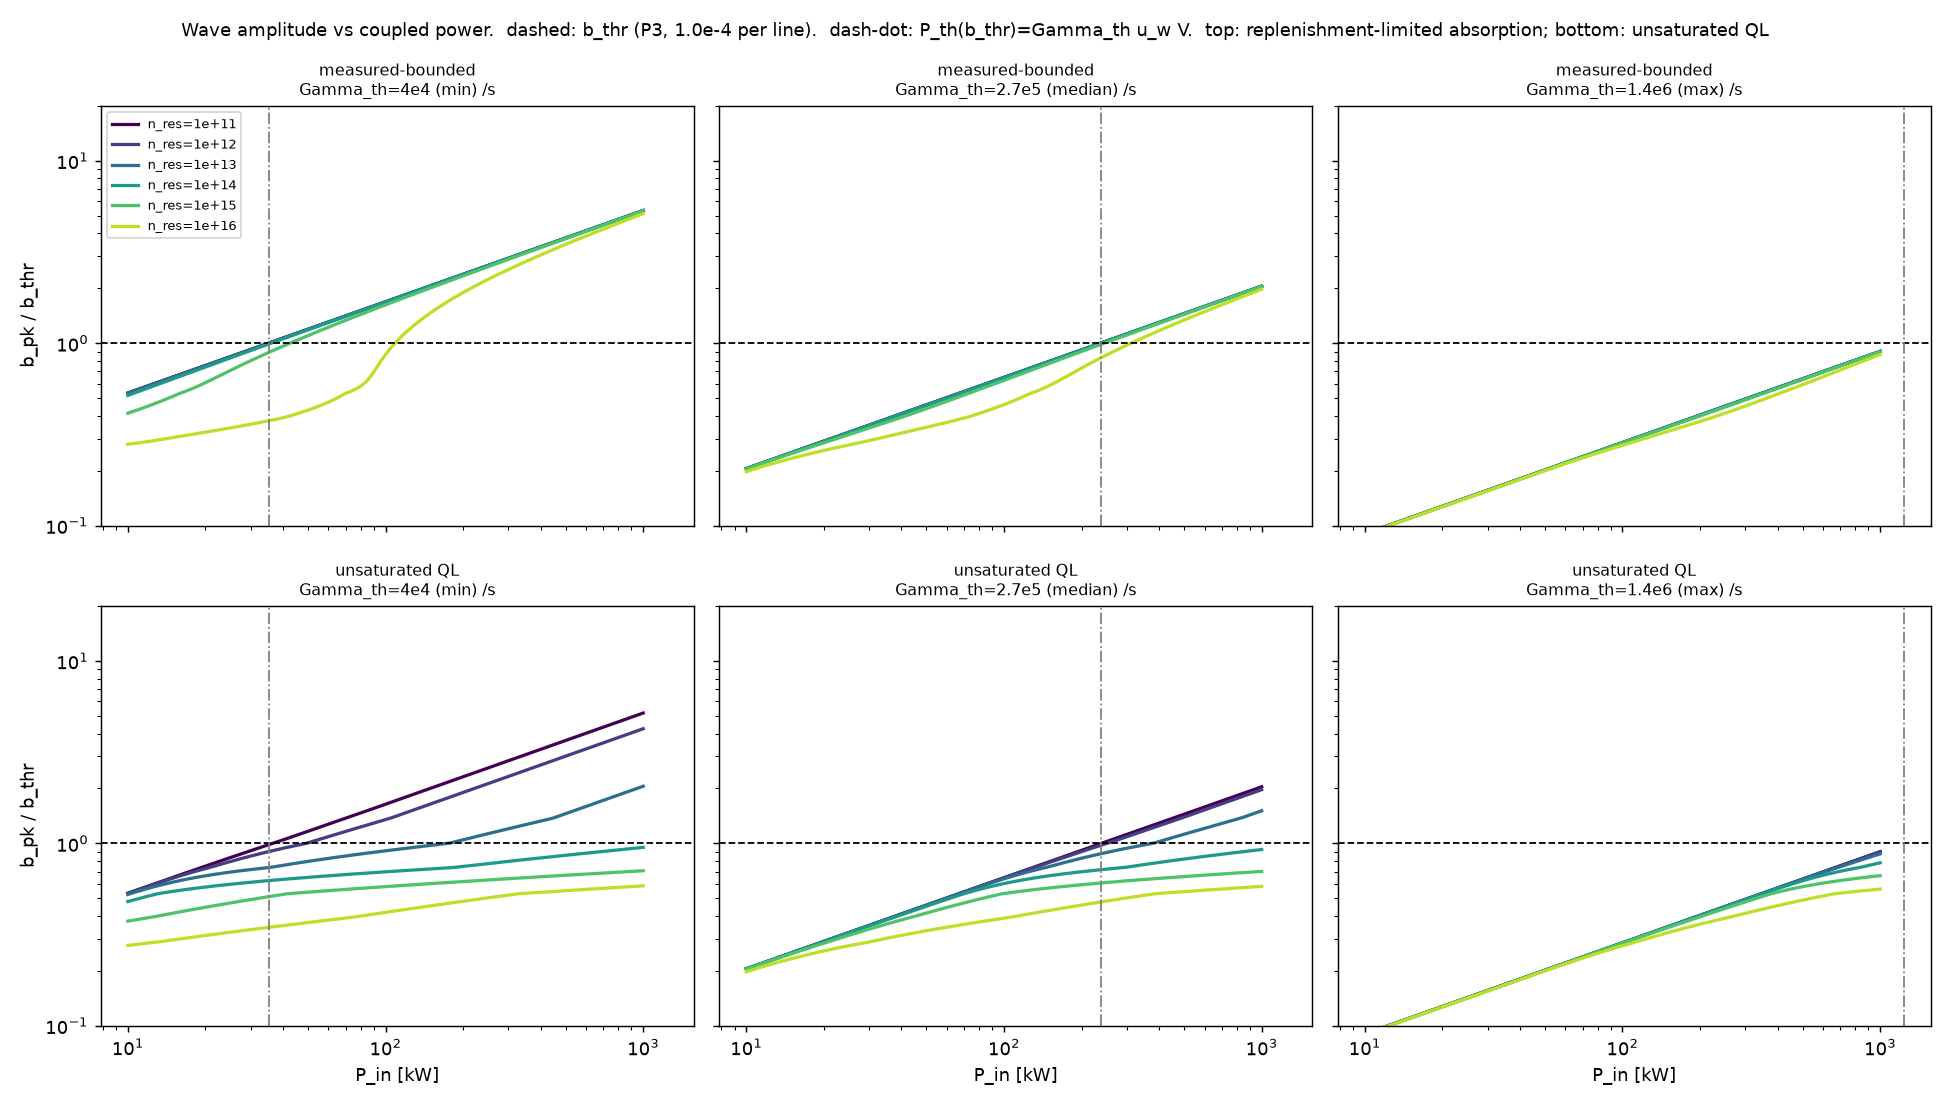 Wave amplitude vs coupled power.  dashed: b_thr (P3, 1.0e-4 per line).  dash-dot: P_th(b_thr)=Gamma_th u_w V.  top: replenishment-limited absorption; bottom: unsaturated QL
measured-bounded
Gamma_th=4e4 (min) /s
measured-bounded
Gamma_th=2.7e5 (median) /s
measured-bounded
Gamma_th=1.4e6 (max) /s
n_res=1e+11
n_res=1e+12
n_res=1e+13
n_res=1e+14
n_res=1e+15
n_res=1e+16
10¹
10⁰
10⁻¹
b_pk / b_thr
unsaturated QL
Gamma_th=4e4 (min) /s
unsaturated QL
Gamma_th=2.7e5 (median) /s
unsaturated QL
Gamma_th=1.4e6 (max) /s
10¹
10⁰
10⁻¹
b_pk / b_thr
10¹ 10² 10³
10¹ 10² 10³
10¹ 10² 10³
P_in [kW]
P_in [kW]
P_in [kW]